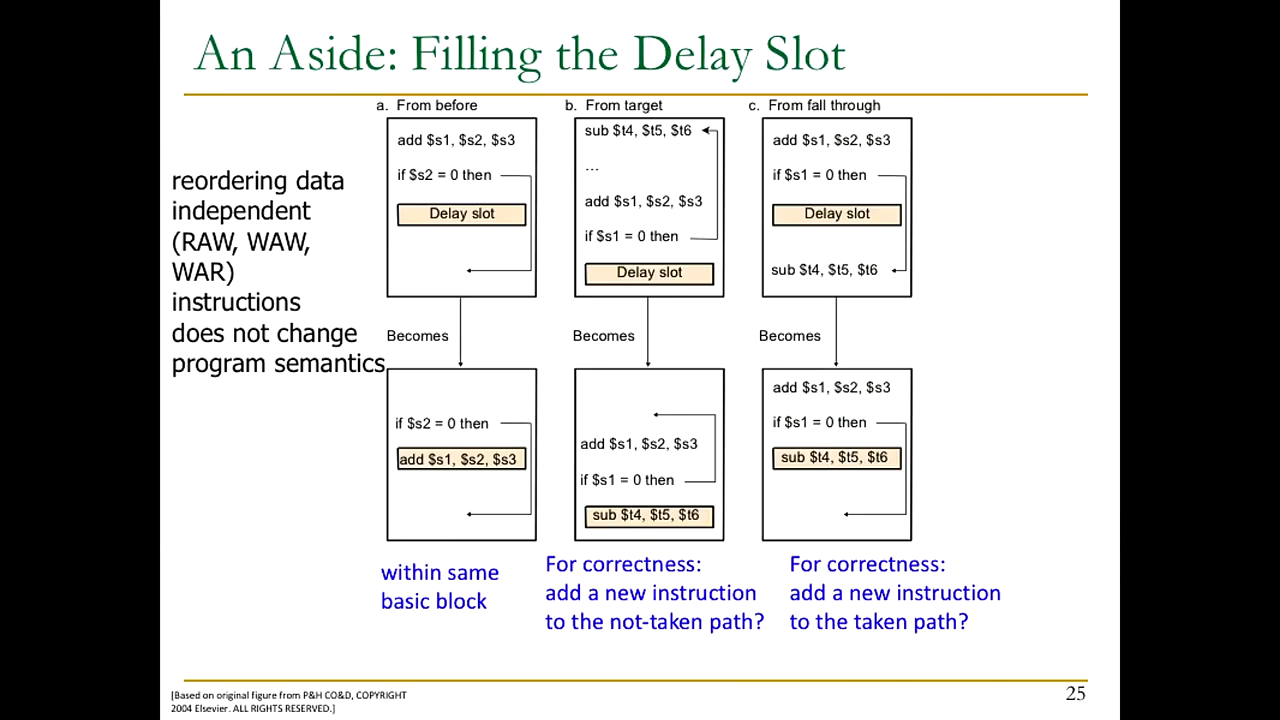 An Aside: Filling the Delay Slot
a. From before
b. From target
c. From fall through
reordering data
independent
(RAW, WAW,
WAR)
instructions
does not change
program semantics
add $s1, $s2, $s3
if $s2 = 0 then
Delay slot
sub $t4, $t5, $t6
...
add $s1, $s2, $s3
if $s1 = 0 then
Delay slot
add $s1, $s2, $s3
if $s1 = 0 then
Delay slot
sub $t4, $t5, $t6
Becomes
Becomes
Becomes
if $s2 = 0 then
add $s1, $s2, $s3
add $s1, $s2, $s3
if $s1 = 0 then
sub $t4, $t5, $t6
add $s1, $s2, $s3
if $s1 = 0 then
sub $t4, $t5, $t6
within same
basic block
For correctness:
add a new instruction
to the not-taken path?
For correctness:
add a new instruction
to the taken path?
[Based on original figure from P&H CO&D, COPYRIGHT
2004 Elsevier. ALL RIGHTS RESERVED.]
25